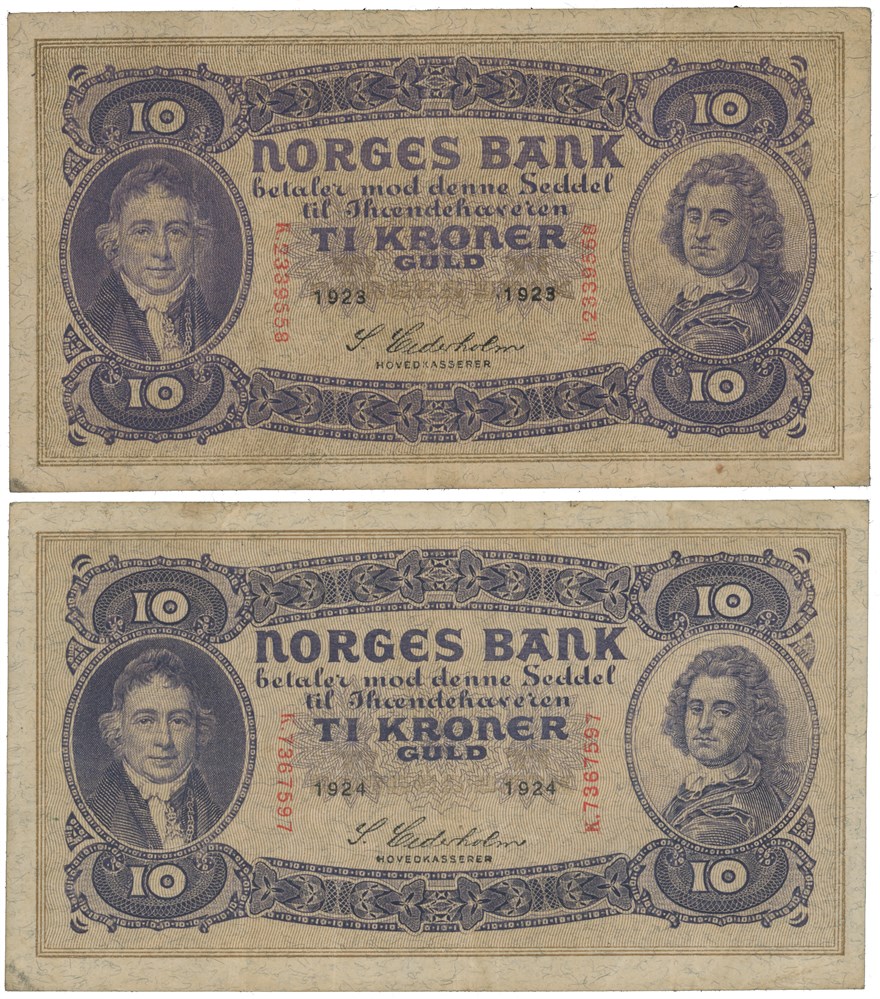 10 10
NORGES BANK
betaler mod denne Seddel
til Ihændehaveren
TI KRONER
GULD
K.2339558
K.2339558
1923 1923
S. Cederholm
HOVEDKASSERER
10 10
10 10
NORGES BANK
betaler mod denne Seddel
til Ihændehaveren
TI KRONER
GULD
K.7367597
K.7367597
1924 1924
S. Cederholm
HOVEDKASSERER
10 10